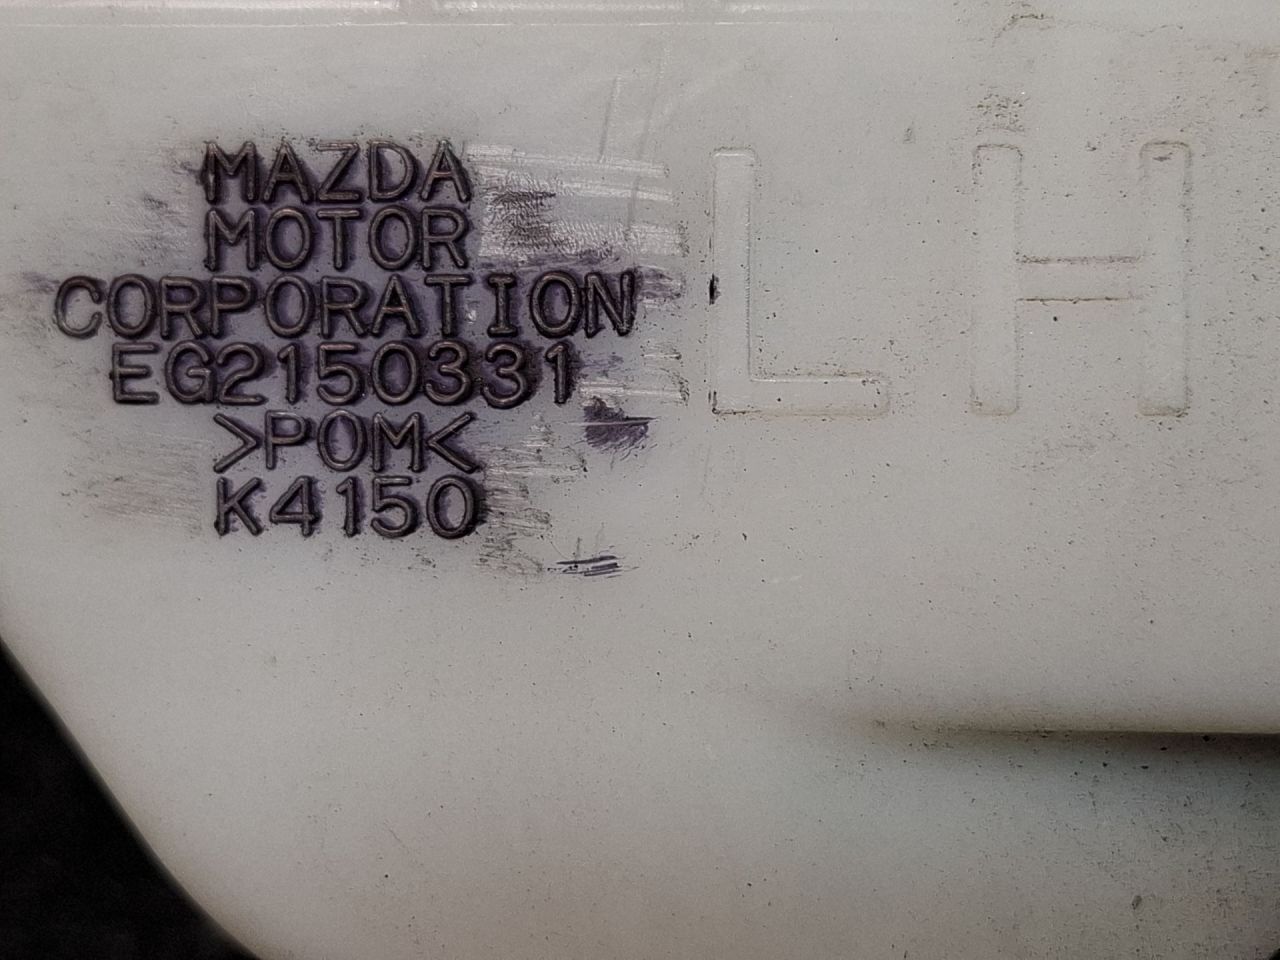 MAZDA
MOTOR
CORPORATION
EG2150331
>POM<
K4150
LH